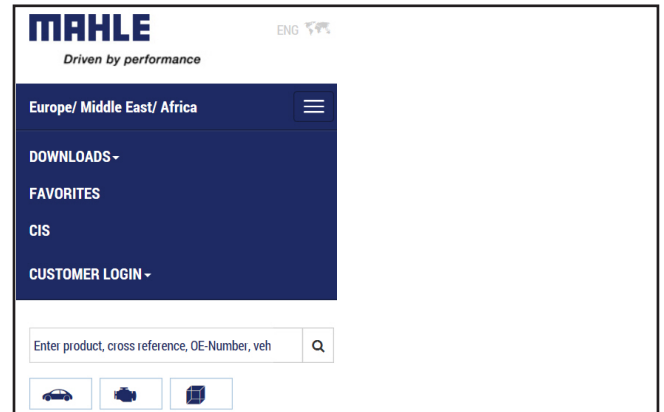 MAHLE
ENG
Driven by performance
Europe/ Middle East/ Africa
DOWNLOADS
FAVORITES
CIS
CUSTOMER LOGIN
Enter product, cross reference, OE-Number, veh